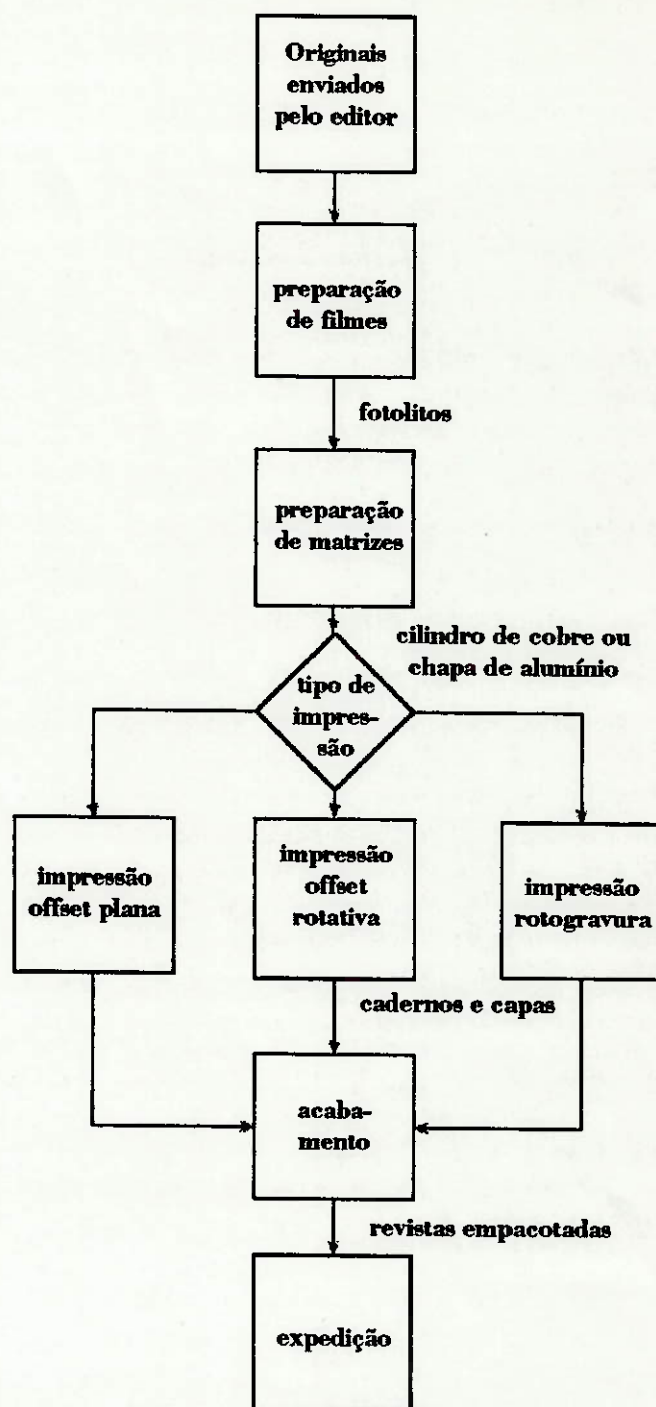 Originais
enviados
pelo editor
preparação
de filmes
fotolitos
preparação
de matrizes
cilindro de cobre ou
chapa de alumínio
tipo de
impres-
são
impressão
offset plana
impressão
offset
rotativa
impressão
rotogravura
cadernos e capas
acaba-
mento
revistas empacotadas
expedição